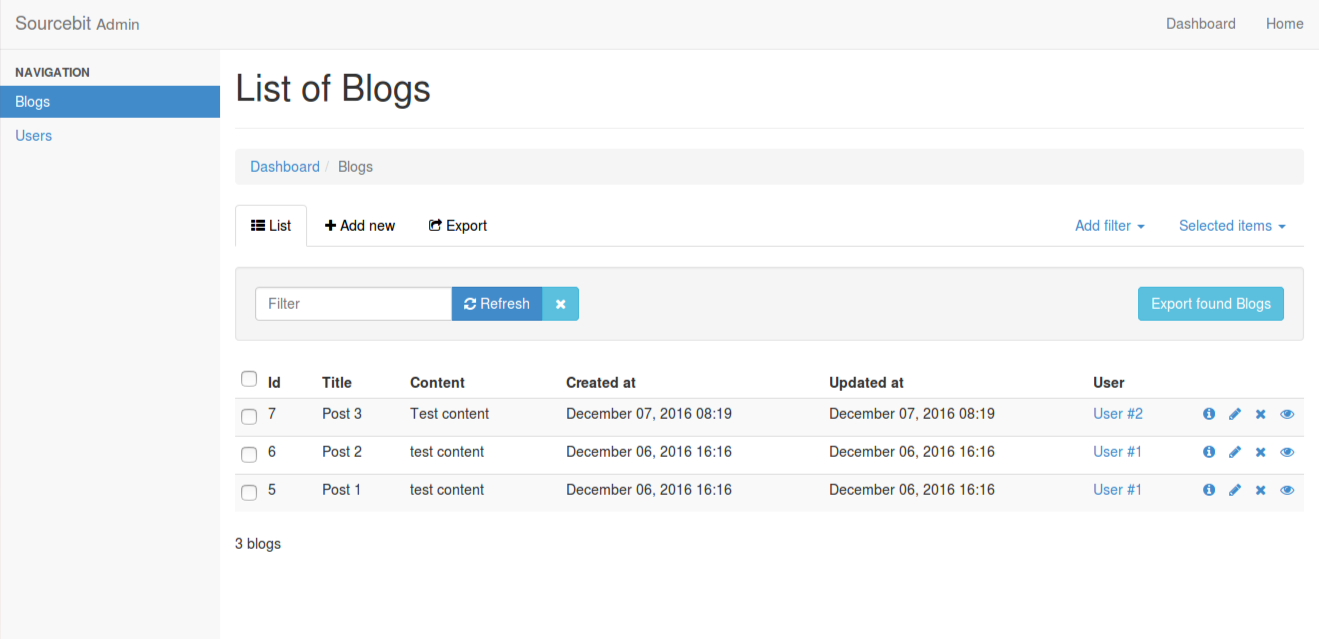 Sourcebit Admin Dashboard Home
NAVIGATION
Blogs
Users
List of Blogs
Dashboard / Blogs
List Add new Export Add filter Selected items
Filter Refresh Export found Blogs
Id Title Content Created at Updated at User
7 Post 3 Test content December 07, 2016 08:19 December 07, 2016 08:19 User #2
6 Post 2 test content December 06, 2016 16:16 December 06, 2016 16:16 User #1
5 Post 1 test content December 06, 2016 16:16 December 06, 2016 16:16 User #1
3 blogs